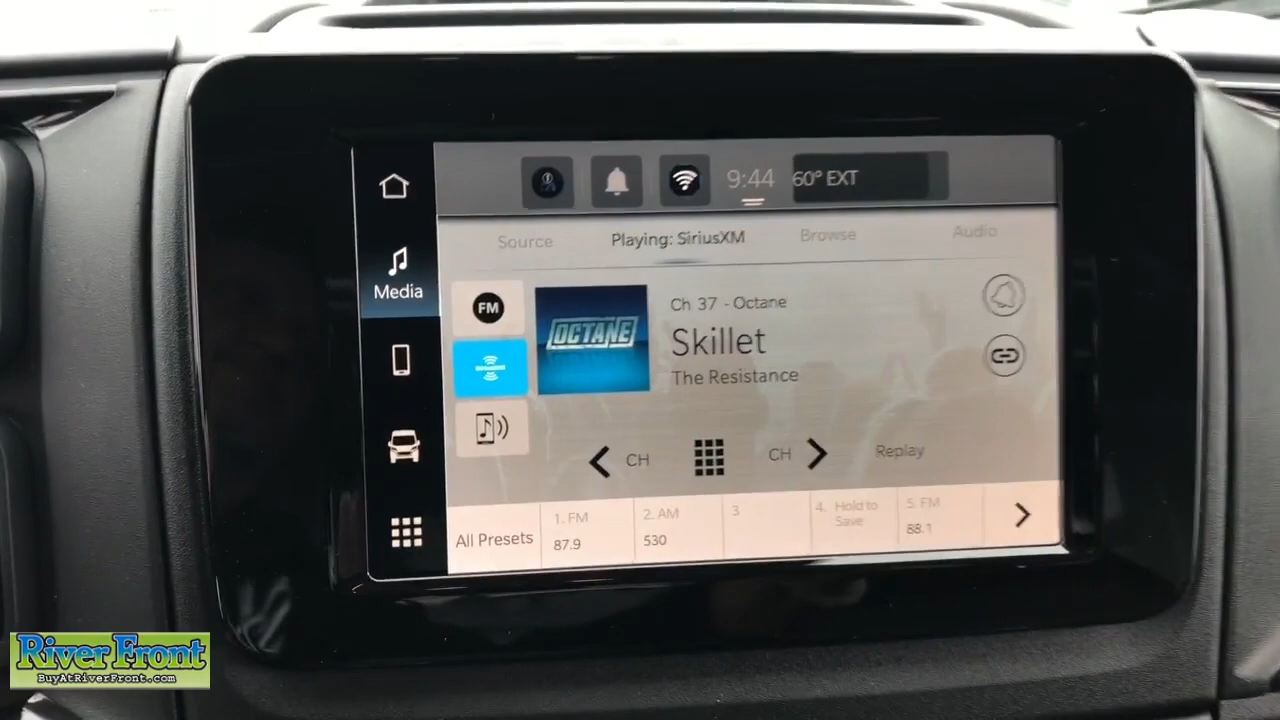 9:44
60° EXT
Source
Playing: SiriusXM
Browse
Audio
Media
FM
OCTANE
Ch 37 - Octane
Skillet
The Resistance
CH
CH
Replay
All Presets
1. FM
87.9
2. AM
530
3
4. Hold to
Save
5. FM
88.1
River Front
BuyAtRiverFront.com